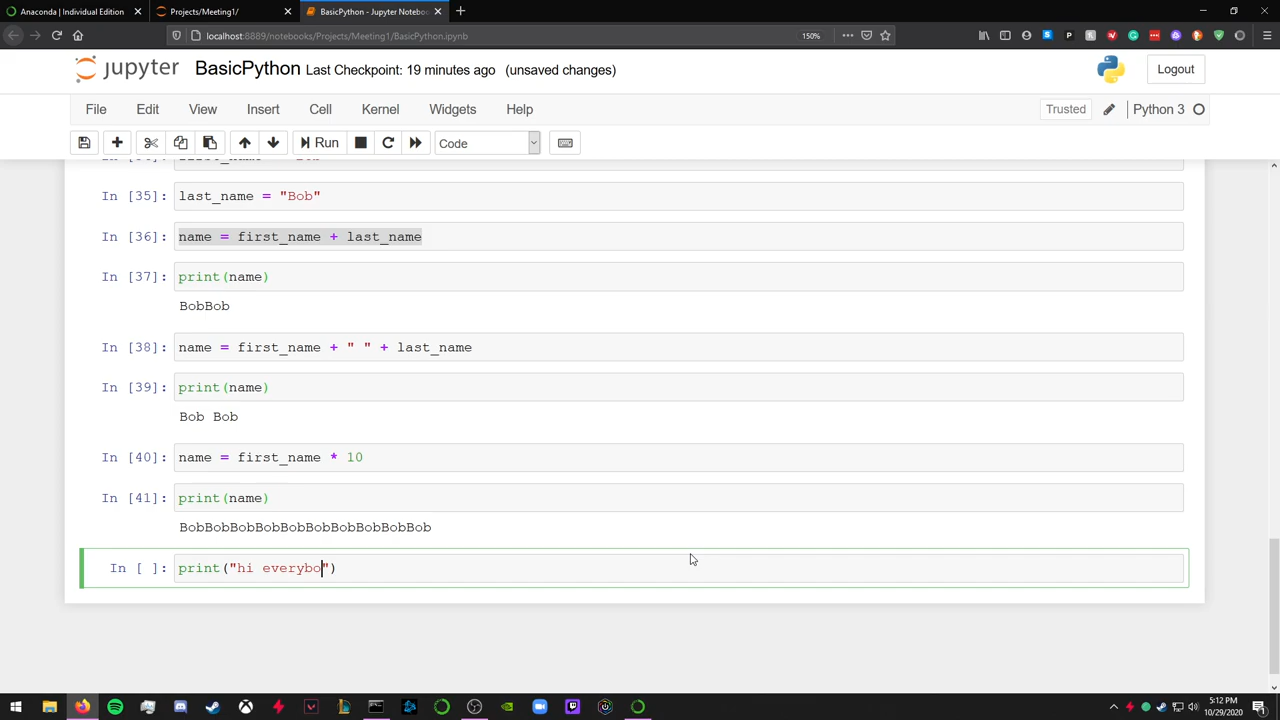 Anaconda | Individual Edition
Projects/Meeting1/
BasicPython - Jupyter Noteboo
localhost:8889/notebooks/Projects/Meeting1/BasicPython.ipynb
150%
jupyter BasicPython Last Checkpoint: 19 minutes ago (unsaved changes)
Logout
File Edit View Insert Cell Kernel Widgets Help
Trusted Python 3
Run Code
In [35]: last_name = "Bob"
In [36]: name = first_name + last_name
In [37]: print(name)
BobBob
In [38]: name = first_name + " " + last_name
In [39]: print(name)
Bob Bob
In [40]: name = first_name * 10
In [41]: print(name)
BobBobBobBobBobBobBobBobBobBob
In [ ]: print("hi everybo")
5:12 PM
10/29/2020